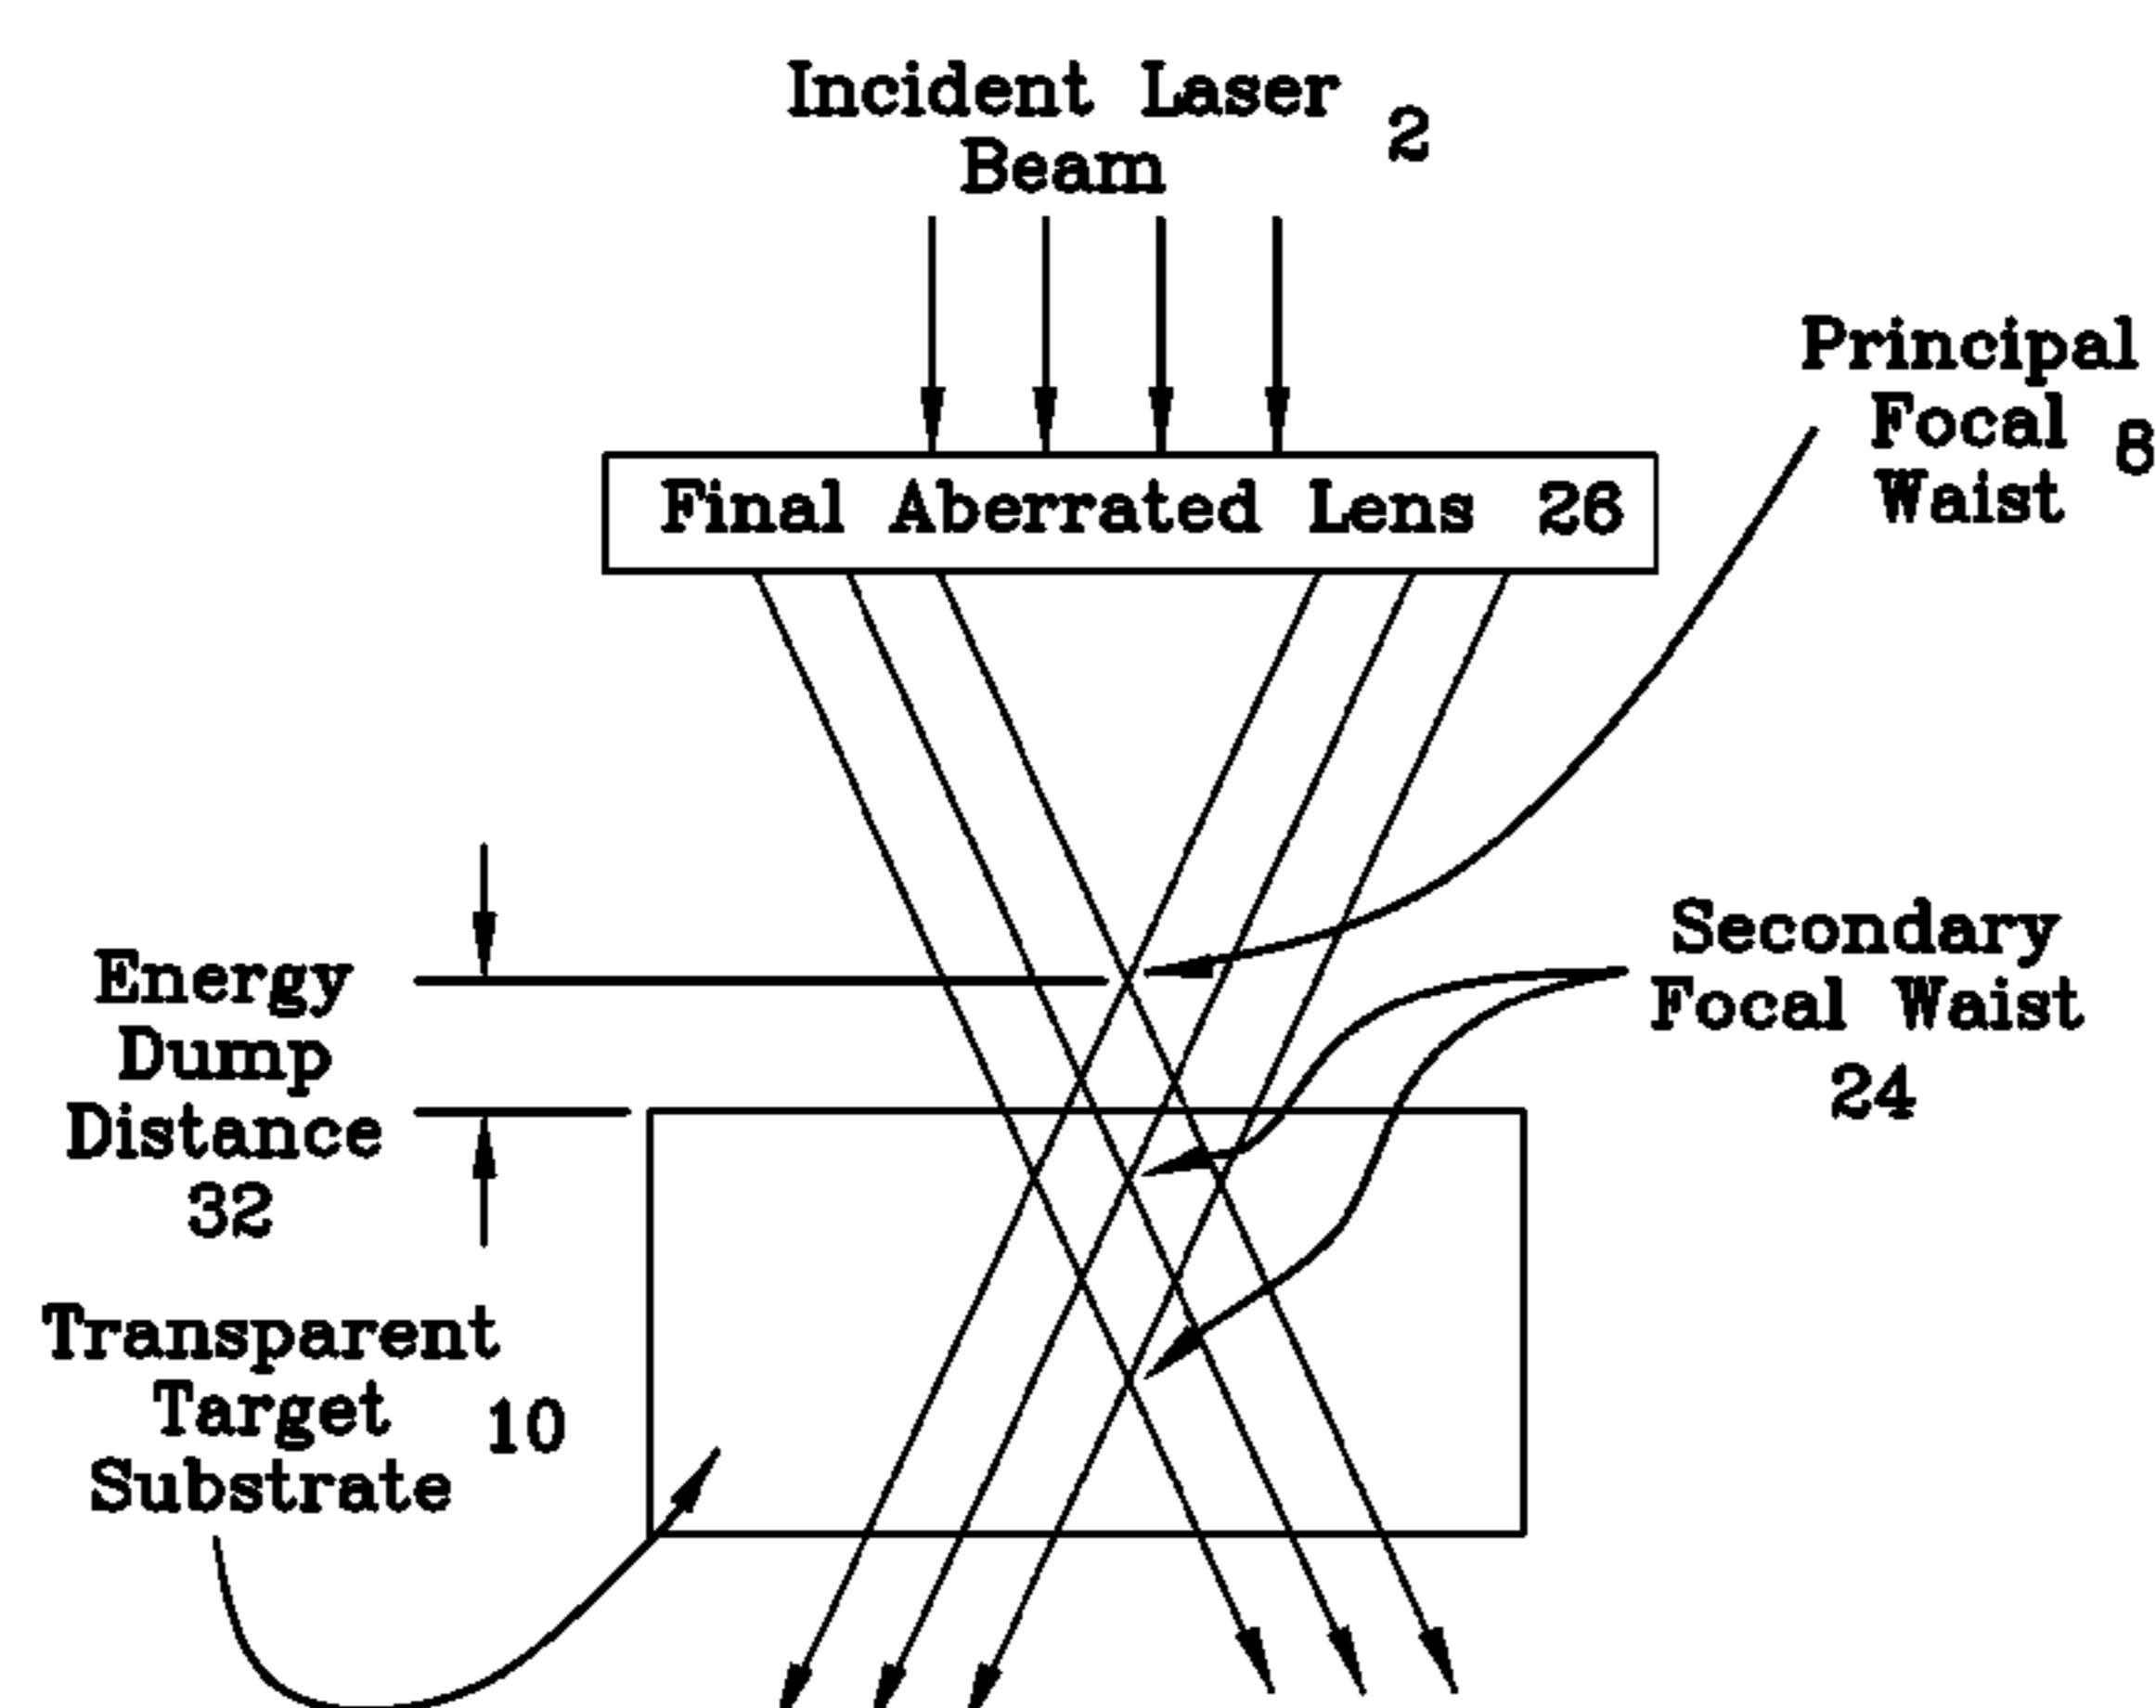 Incident Laser
Beam 2
Principal
Focal 8
Waist
Final Aberrated Lens 26
Secondary
Focal Waist
24
Energy
Dump
Distance
32
Transparent
Target 10
Substrate